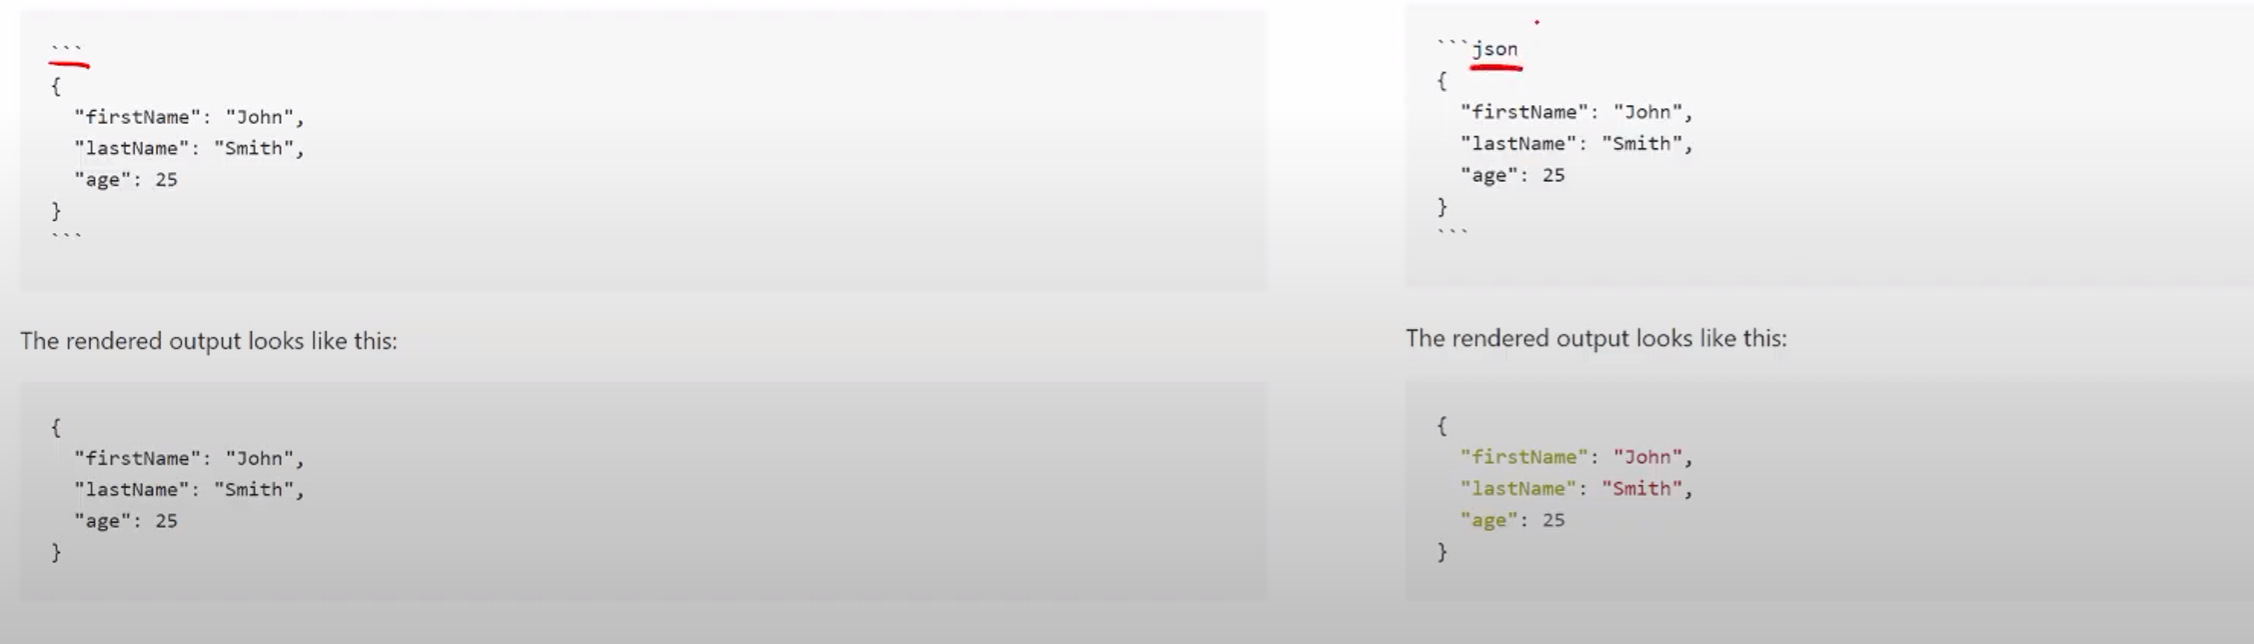 ```
{
  "firstName": "John",
  "lastName": "Smith",
  "age": 25
}
```
The rendered output looks like this:
{
  "firstName": "John",
  "lastName": "Smith",
  "age": 25
}
```json
{
  "firstName": "John",
  "lastName": "Smith",
  "age": 25
}
```
The rendered output looks like this:
{
  "firstName": "John",
  "lastName": "Smith",
  "age": 25
}